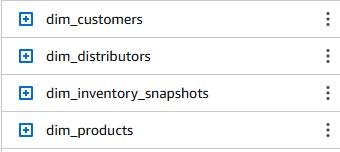 dim_customers
dim_distributors
dim_inventory_snapshots
dim_products